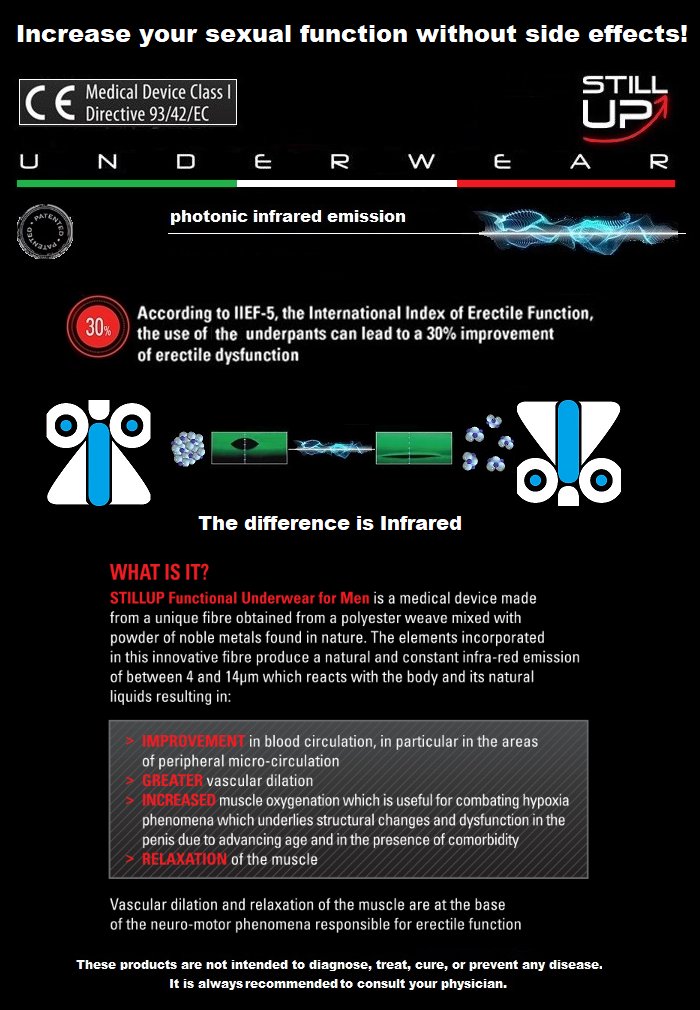 Increase your sexual function without side effects!
CE Medical Device Class I
Directive 93/42/EC
STILL
UP
UNDERWEAR
PATENTED · PATENTED ·
photonic infrared emission
30%
According to IIEF-5, the International Index of Erectile Function,
the use of the underpants can lead to a 30% improvement
of erectile dysfunction
The difference is Infrared
WHAT IS IT?
STILLUP Functional Underwear for Men is a medical device made
from a unique fibre obtained from a polyester weave mixed with
powder of noble metals found in nature. The elements incorporated
in this innovative fibre produce a natural and constant infra-red emission
of between 4 and 14μm which reacts with the body and its natural
liquids resulting in:
> IMPROVEMENT in blood circulation, in particular in the areas
of peripheral micro-circulation
> GREATER vascular dilation
> INCREASED muscle oxygenation which is useful for combating hypoxia
phenomena which underlies structural changes and dysfunction in the
penis due to advancing age and in the presence of comorbidity
> RELAXATION of the muscle
Vascular dilation and relaxation of the muscle are at the base
of the neuro-motor phenomena responsible for erectile function
These products are not intended to diagnose, treat, cure, or prevent any disease.
It is always recommended to consult your physician.